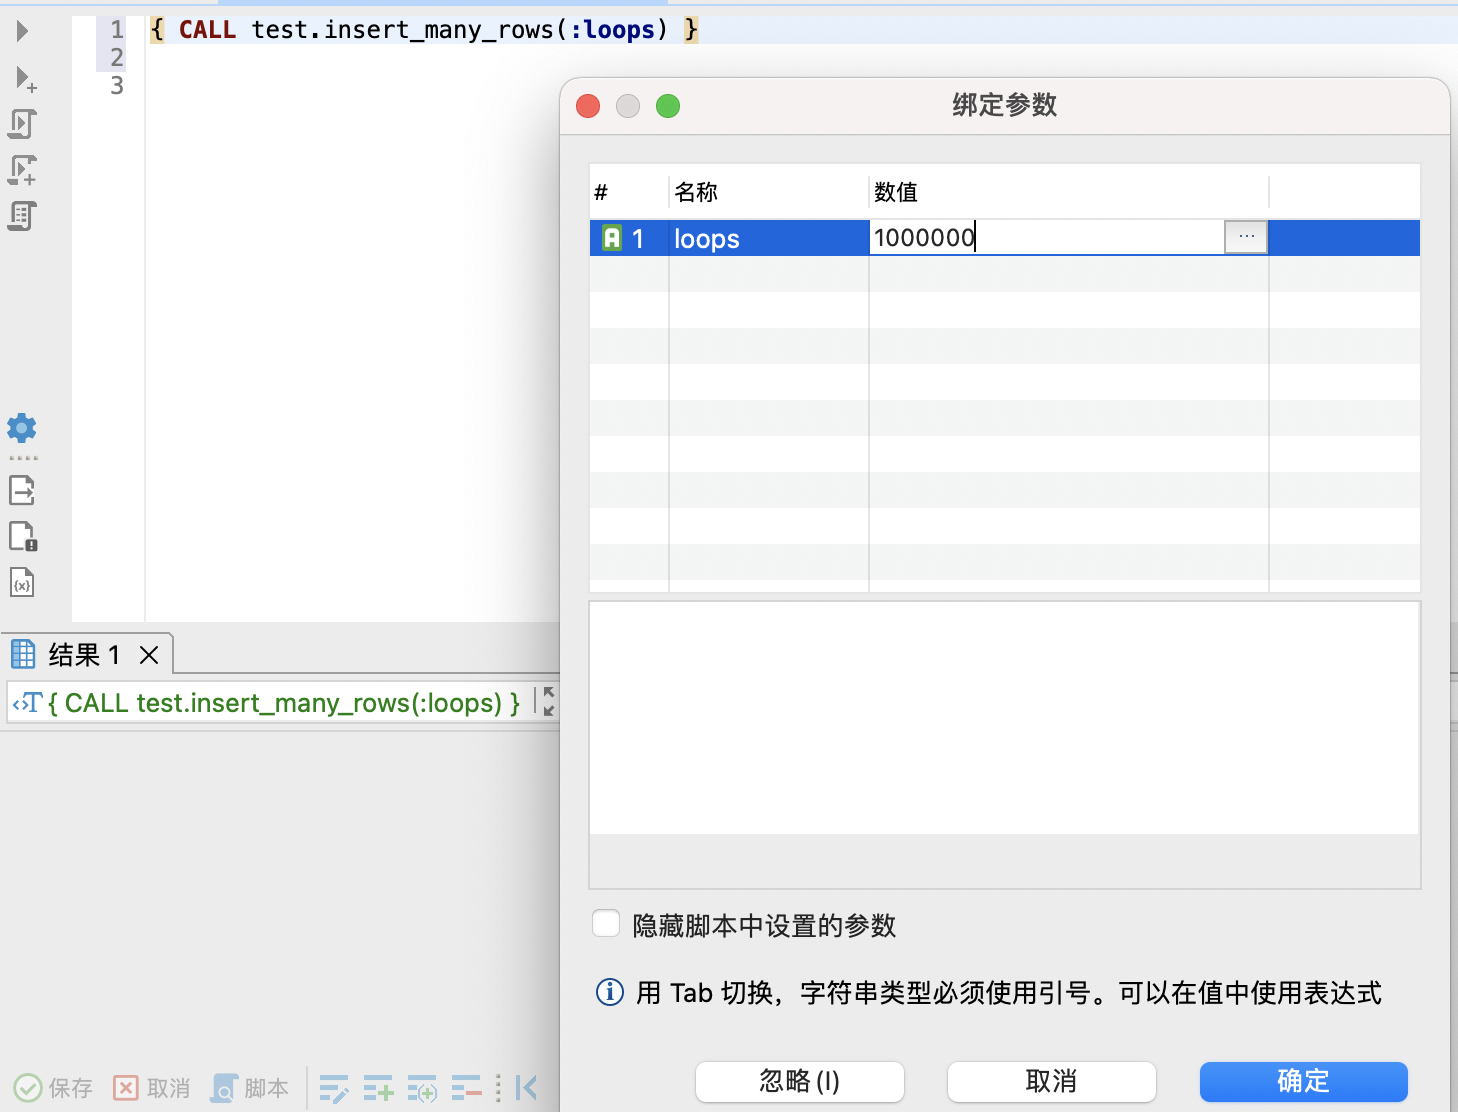 1 { CALL test.insert_many_rows(:loops) }
2
3
绑定参数
# 名称 数值
A 1 loops 1000000 ...
结果 1
T { CALL test.insert_many_rows(:loops) }
隐藏脚本中设置的参数
用 Tab 切换，字符串类型必须使用引号。可以在值中使用表达式
保存 取消 脚本
忽略(I) 取消 确定